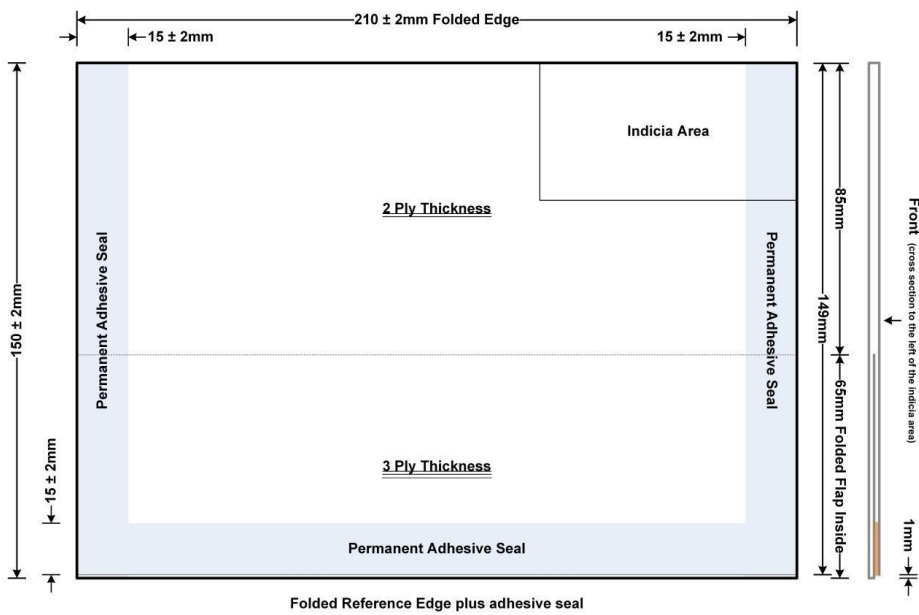 210 ± 2mm Folded Edge
15 ± 2mm
15 ± 2mm
Indicia Area
2 Ply Thickness
Permanent Adhesive Seal
Permanent Adhesive Seal
150 ± 2mm
85mm
149mm
Front (cross section to the left of the indicia area)
3 Ply Thickness
15 ± 2mm
65mm Folded Flap Inside
1mm
Permanent Adhesive Seal
Folded Reference Edge plus adhesive seal